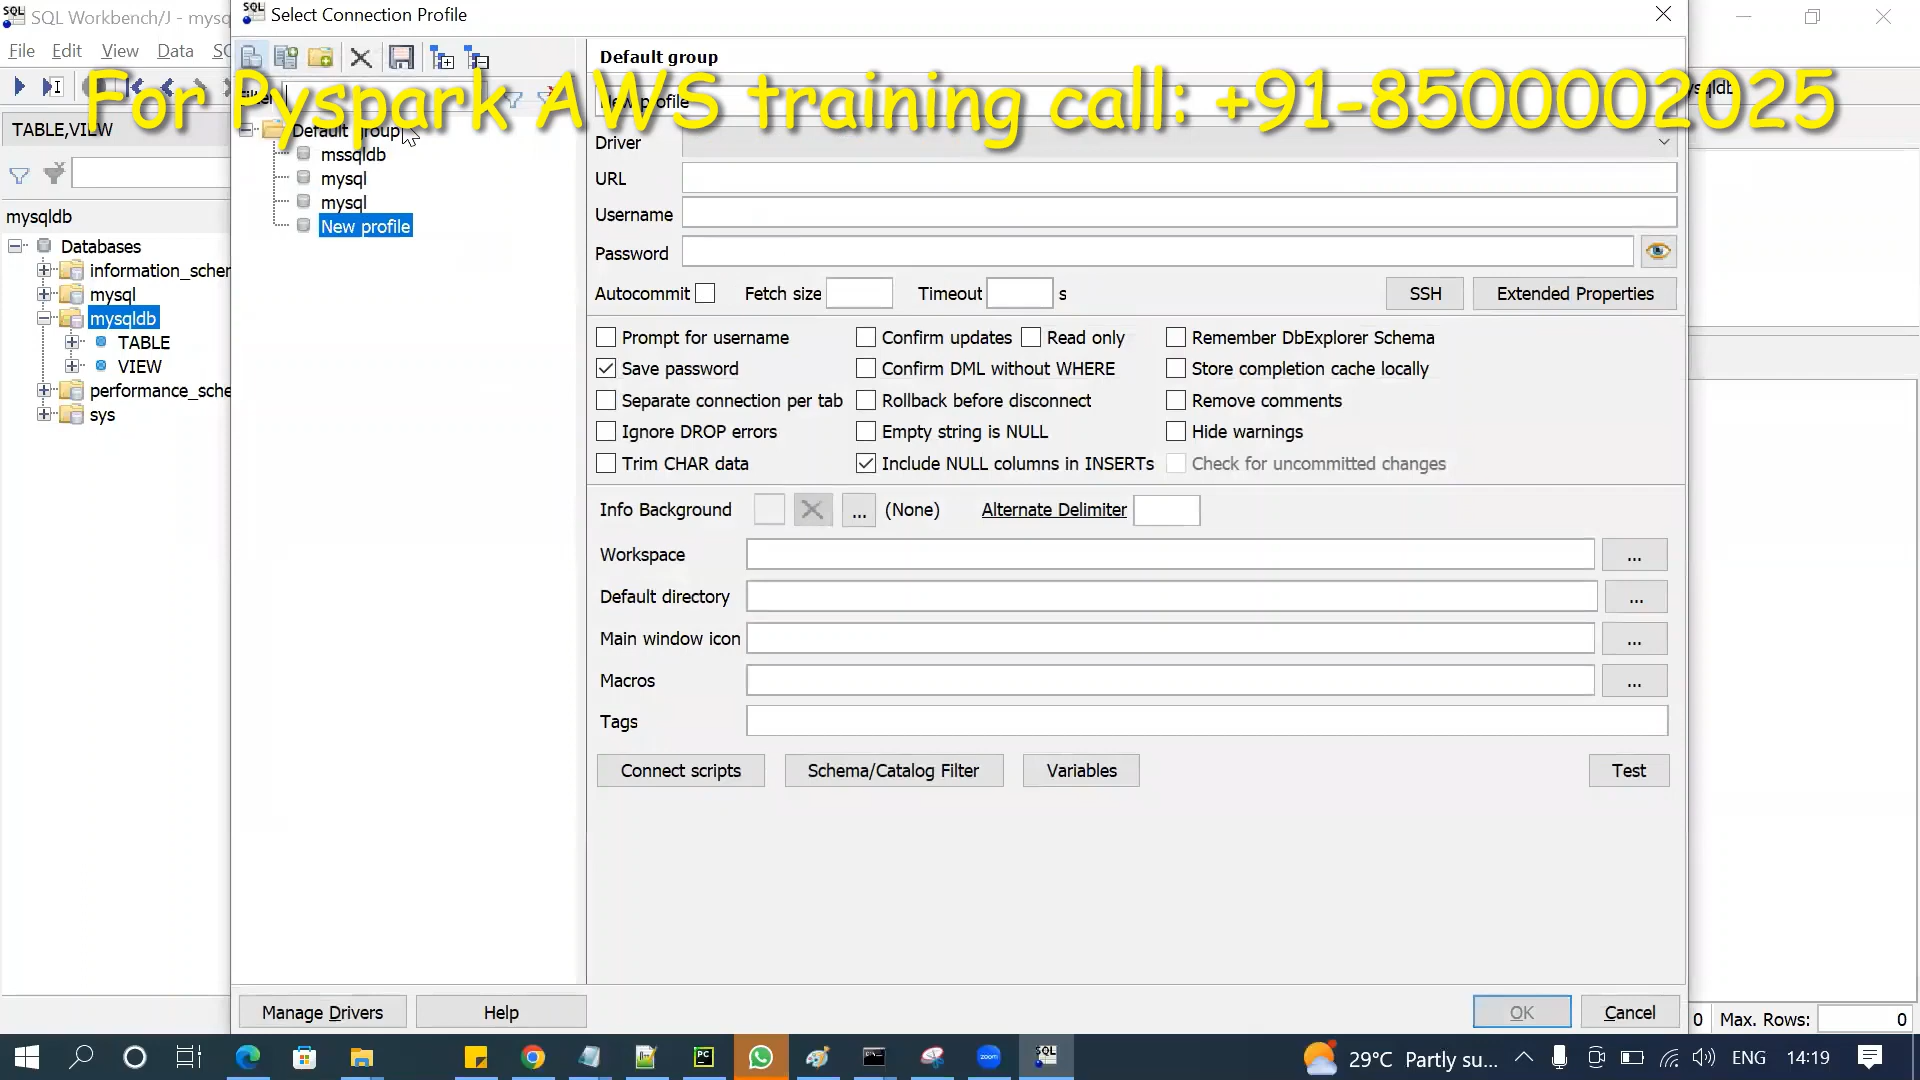 SQL Workbench/J - mysq
Select Connection Profile
File Edit View Data SQ
Default group
For Pyspark AWS training call: +91-8500002025
New profile
TABLE,VIEW
Default group
mssqldb
mysql
mysql
New profile
mysqldb
Databases
information_schen
mysql
mysqldb
TABLE
VIEW
performance_sche
sys
Driver
URL
Username
Password
Autocommit Fetch size Timeout s SSH Extended Properties
Prompt for username Confirm updates Read only Remember DbExplorer Schema
Save password Confirm DML without WHERE Store completion cache locally
Separate connection per tab Rollback before disconnect Remove comments
Ignore DROP errors Empty string is NULL Hide warnings
Trim CHAR data Include NULL columns in INSERTs Check for uncommitted changes
Info Background ... (None) Alternate Delimiter
Workspace ...
Default directory ...
Main window icon ...
Macros ...
Tags
Connect scripts Schema/Catalog Filter Variables Test
Manage Drivers Help OK Cancel
0 Max. Rows: 0
29°C Partly su... ENG 14:19